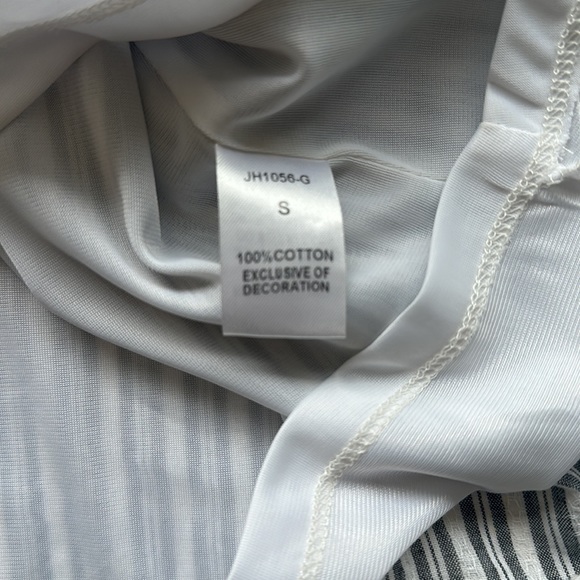 JH1056-G
S
100%COTTON
EXCLUSIVE OF
DECORATION